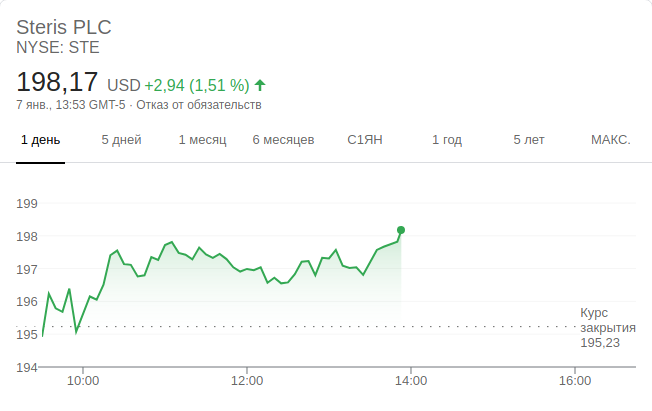 Steris PLC
NYSE: STE
198,17 USD +2,94 (1,51 %)
7 янв., 13:53 GMT-5 · Отказ от обязательств
1 день 5 дней 1 месяц 6 месяцев С1ЯН 1 год 5 лет МАКС.
199
198
197
196
195
194
Курс
закрытия
195,23
10:00 12:00 14:00 16:00